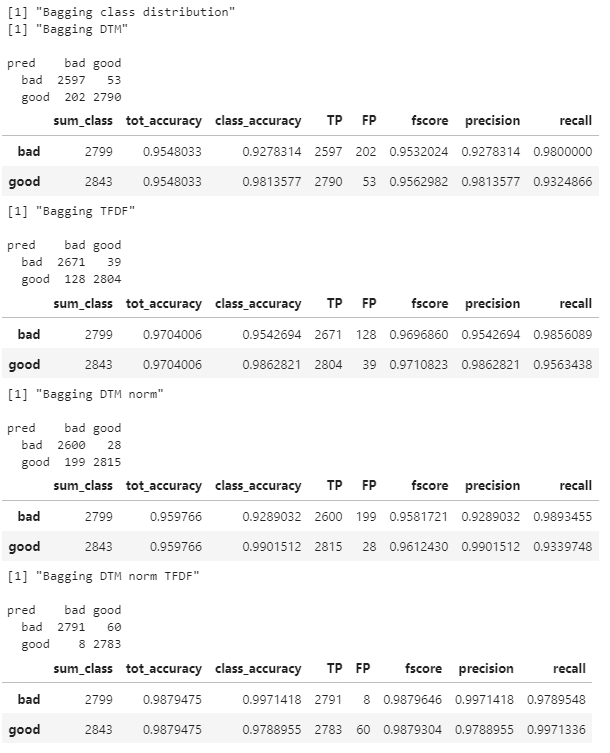 [1] "Bagging class distribution"
[1] "Bagging DTM"
pred bad good
bad 2597 53
good 202 2790
sum_class tot_accuracy class_accuracy TP FP fscore precision recall
bad 2799 0.9548033 0.9278314 2597 202 0.9532024 0.9278314 0.9800000
good 2843 0.9548033 0.9813577 2790 53 0.9562982 0.9813577 0.9324866
[1] "Bagging TFDF"
pred bad good
bad 2671 39
good 128 2804
sum_class tot_accuracy class_accuracy TP FP fscore precision recall
bad 2799 0.9704006 0.9542694 2671 128 0.9696860 0.9542694 0.9856089
good 2843 0.9704006 0.9862821 2804 39 0.9710823 0.9862821 0.9563438
[1] "Bagging DTM norm"
pred bad good
bad 2600 28
good 199 2815
sum_class tot_accuracy class_accuracy TP FP fscore precision recall
bad 2799 0.959766 0.9289032 2600 199 0.9581721 0.9289032 0.9893455
good 2843 0.959766 0.9901512 2815 28 0.9612430 0.9901512 0.9339748
[1] "Bagging DTM norm TFDF"
pred bad good
bad 2791 60
good 8 2783
sum_class tot_accuracy class_accuracy TP FP fscore precision recall
bad 2799 0.9879475 0.9971418 2791 8 0.9879646 0.9971418 0.9789548
good 2843 0.9879475 0.9788955 2783 60 0.9879304 0.9788955 0.9971336